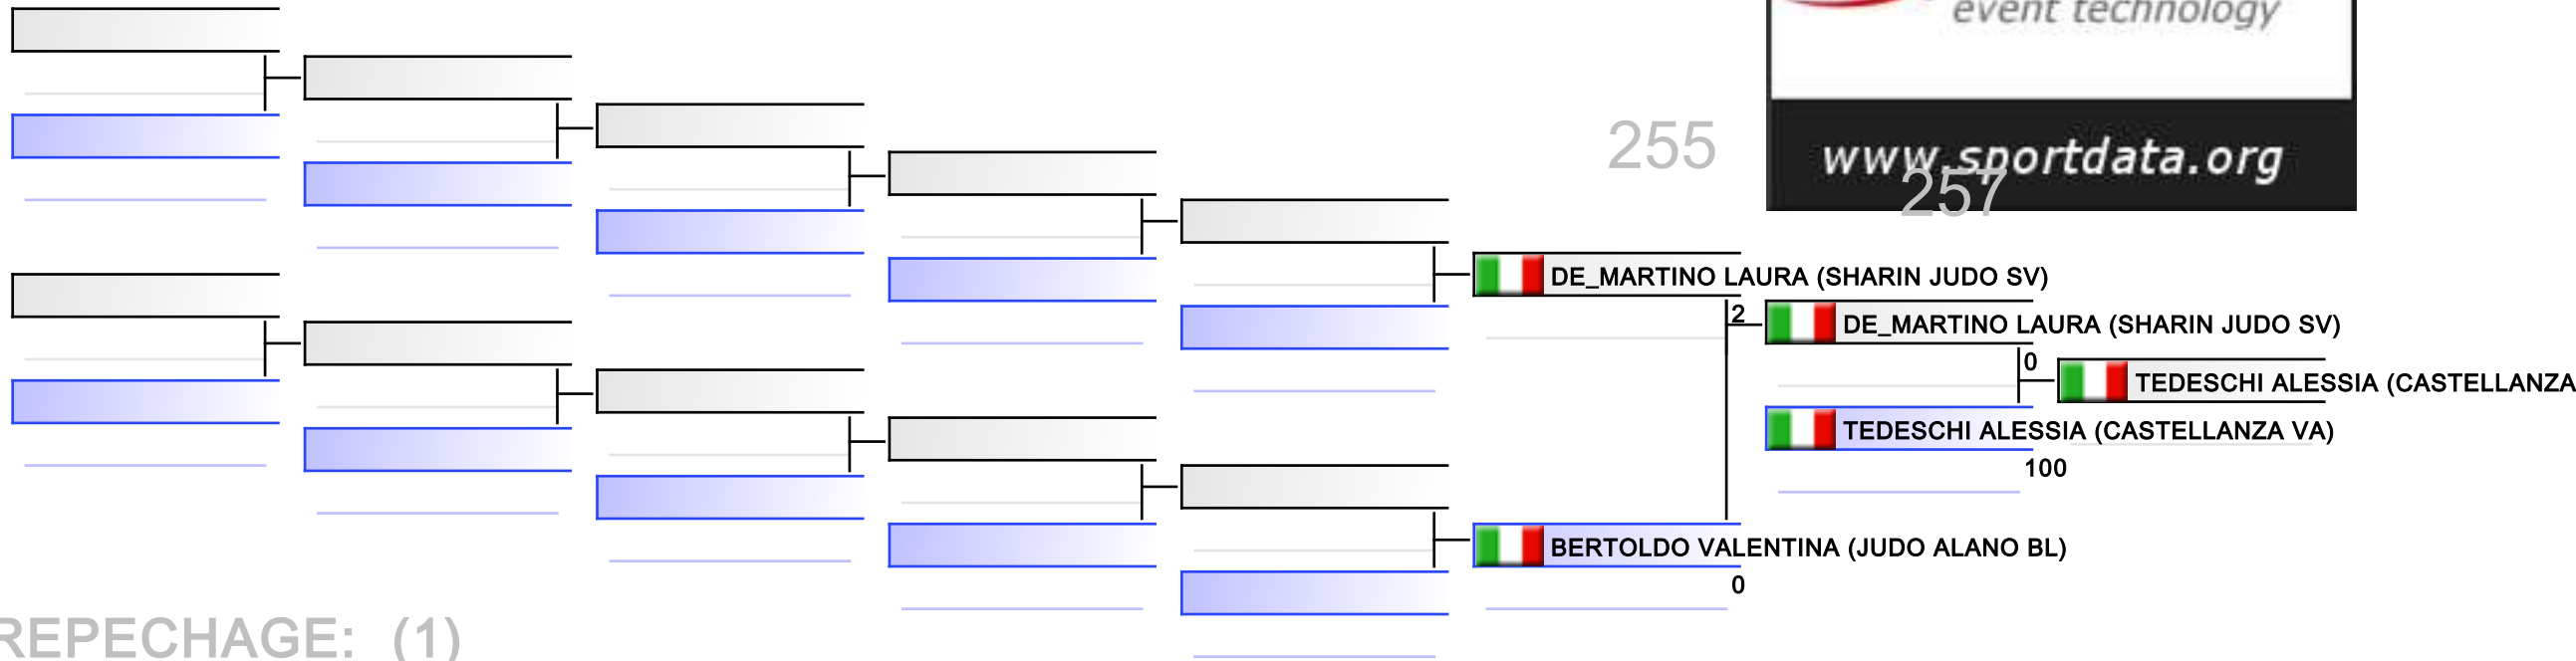 event technology
255
www.sportdata.org
257
DE_MARTINO LAURA (SHARIN JUDO SV)
2
DE_MARTINO LAURA (SHARIN JUDO SV)
0
TEDESCHI ALESSIA (CASTELLANZA
TEDESCHI ALESSIA (CASTELLANZA VA)
100
BERTOLDO VALENTINA (JUDO ALANO BL)
0
REPECHAGE: (1)